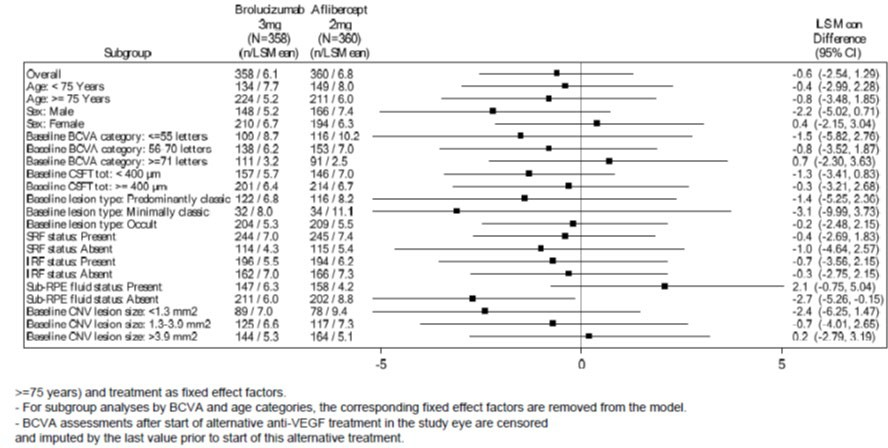 Brolucizumab Aflibercept
3mg 2mg LSMean
(N=358) (N=360) Difference
Subgroup (n/LSMean) (n/LSMean) (95% CI)
Overall 358 / 6.1 360 / 6.8 -0.6 (-2.54, 1.29)
Age: < 75 Years 134 / 7.7 149 / 8.0 -0.4 (-2.99, 2.28)
Age: >= 75 Years 224 / 5.2 211 / 6.0 -0.8 (-3.48, 1.85)
Sex: Male 148 / 5.2 166 / 7.4 -2.2 (-5.02, 0.71)
Sex: Female 210 / 6.7 194 / 6.3 0.4 (-2.15, 3.04)
Baseline BCVA category: <=55 letters 100 / 8.7 116 / 10.2 -1.5 (-5.82, 2.76)
Baseline BCVA category: 56-70 letters 138 / 6.2 153 / 7.0 -0.8 (-3.52, 1.87)
Baseline BCVA category: >=71 letters 111 / 3.2 91 / 2.5 0.7 (-2.30, 3.63)
Baseline CSFTtot: < 400 µm 157 / 5.7 146 / 7.0 -1.3 (-3.41, 0.83)
Baseline CSFTtot: >= 400 µm 201 / 6.4 214 / 6.7 -0.3 (-3.21, 2.68)
Baseline lesion type: Predominantly classic 122 / 6.8 116 / 8.2 -1.4 (-5.25, 2.36)
Baseline lesion type: Minimally classic 32 / 8.0 34 / 11.1 -3.1 (-9.99, 3.73)
Baseline lesion type: Occult 204 / 5.3 209 / 5.5 -0.2 (-2.48, 2.15)
SRF status: Present 244 / 7.0 245 / 7.4 -0.4 (-2.69, 1.83)
SRF status: Absent 114 / 4.3 115 / 5.4 -1.0 (-4.64, 2.57)
IRF status: Present 196 / 5.5 194 / 6.2 -0.7 (-3.56, 2.15)
IRF status: Absent 162 / 7.0 166 / 7.3 -0.3 (-2.75, 2.15)
Sub-RPE fluid status: Present 147 / 6.3 158 / 4.2 2.1 (-0.75, 5.04)
Sub-RPE fluid status: Absent 211 / 6.0 202 / 8.8 -2.7 (-5.26, -0.15)
Baseline CNV lesion size: <1.3 mm2 89 / 7.0 78 / 9.4 -2.4 (-6.25, 1.47)
Baseline CNV lesion size: 1.3-3.9 mm2 125 / 6.6 117 / 7.3 -0.7 (-4.01, 2.65)
Baseline CNV lesion size: >3.9 mm2 144 / 5.3 164 / 5.1 0.2 (-2.79, 3.19)
-5 0 5
>=75 years) and treatment as fixed effect factors.
- For subgroup analyses by BCVA and age categories, the corresponding fixed effect factors are removed from the model.
- BCVA assessments after start of alternative anti-VEGF treatment in the study eye are censored
and imputed by the last value prior to start of this alternative treatment.